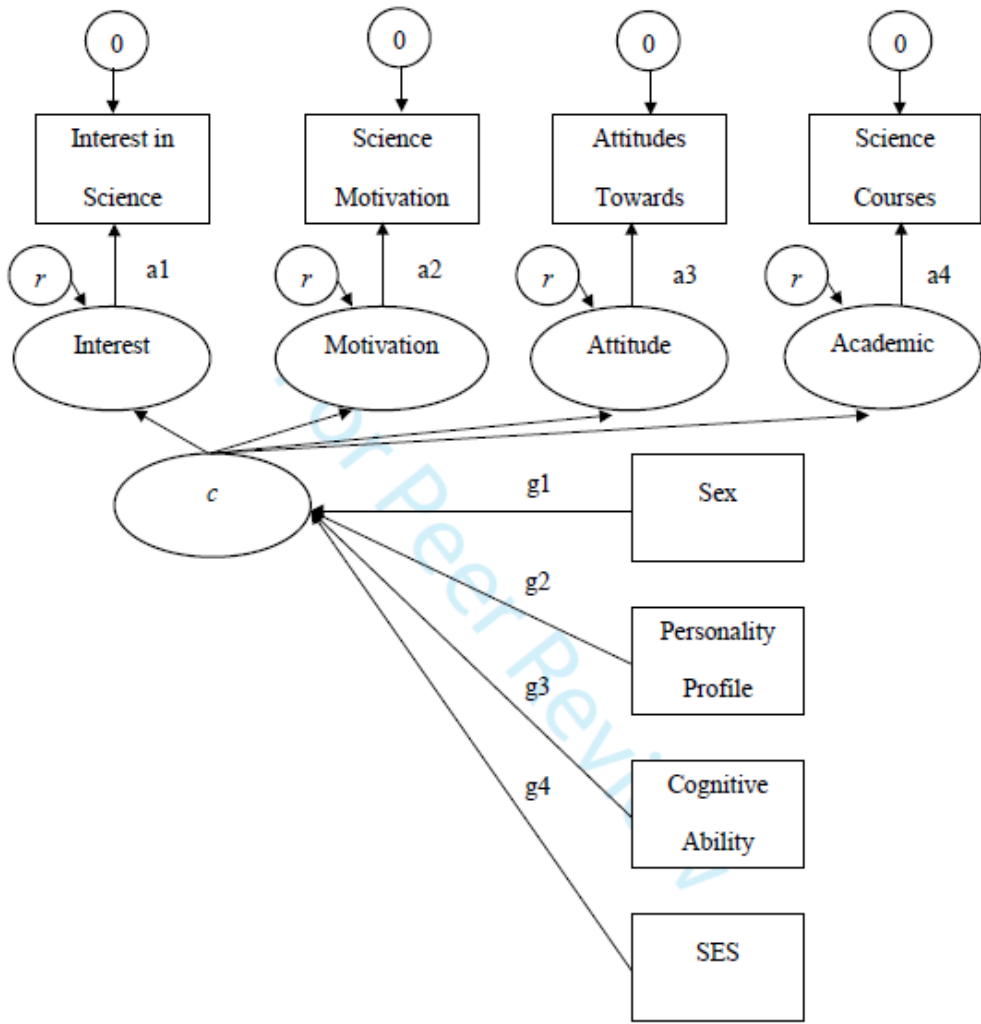 0 0 0 0
Interest in
Science
Science
Motivation
Attitudes
Towards
Science
Courses
r a1 r a2 r a3 r a4
Interest Motivation Attitude Academic
c
g1
Sex
g2
Personality
Profile
g3
Cognitive
Ability
g4
SES
or Peer Review